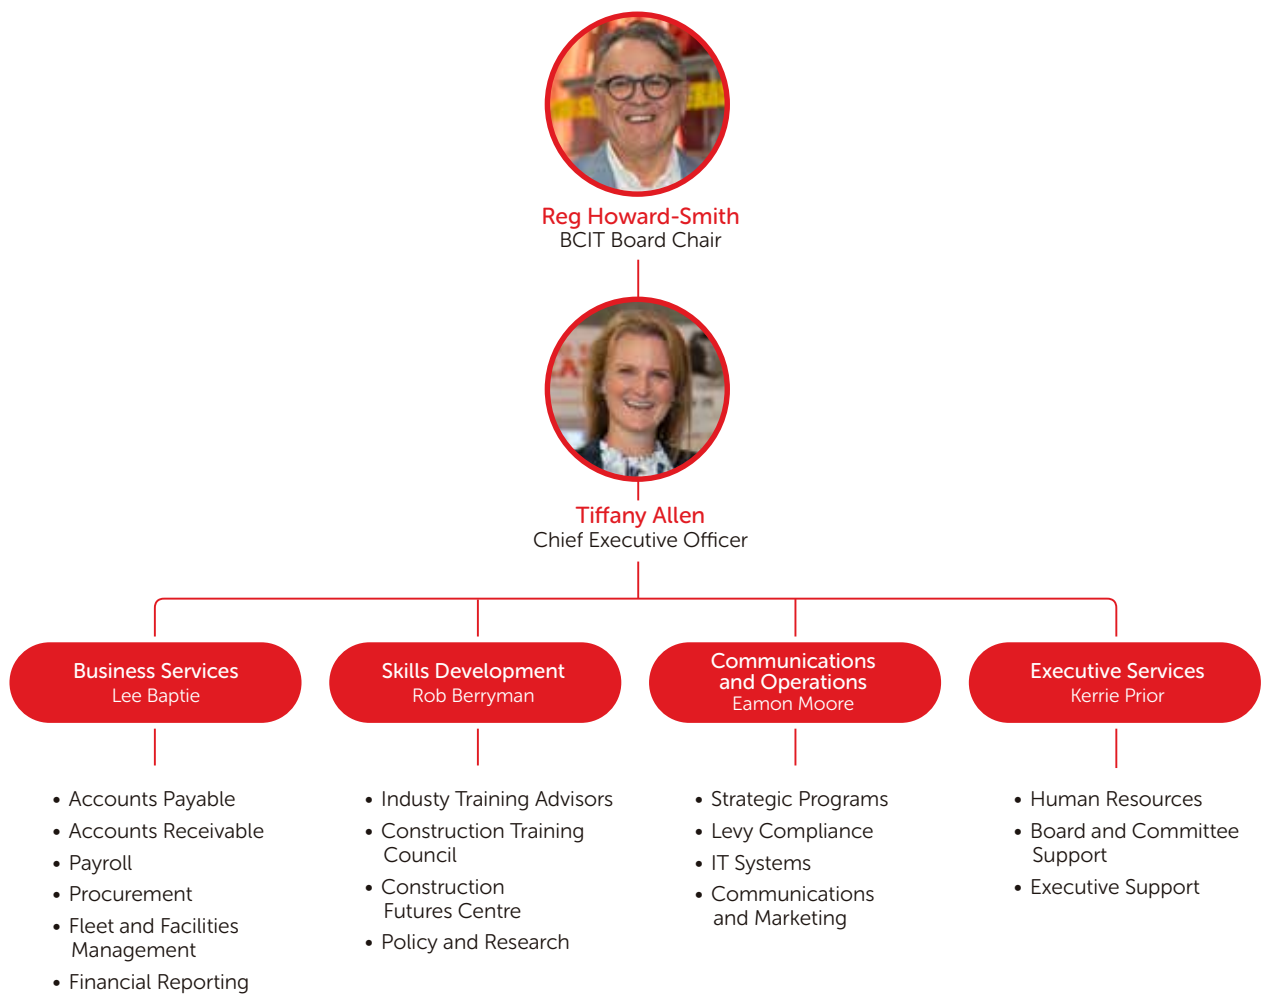 Reg Howard-Smith
BCIT Board Chair
Tiffany Allen
Chief Executive Officer
Business Services
Lee Baptie
Skills Development
Rob Berryman
Communications
and Operations
Eamon Moore
Executive Services
Kerrie Prior
• Accounts Payable
• Accounts Receivable
• Payroll
• Procurement
• Fleet and Facilities
Management
• Financial Reporting
• Industy Training Advisors
• Construction Training
Council
• Construction
Futures Centre
• Policy and Research
• Strategic Programs
• Levy Compliance
• IT Systems
• Communications
and Marketing
• Human Resources
• Board and Committee
Support
• Executive Support